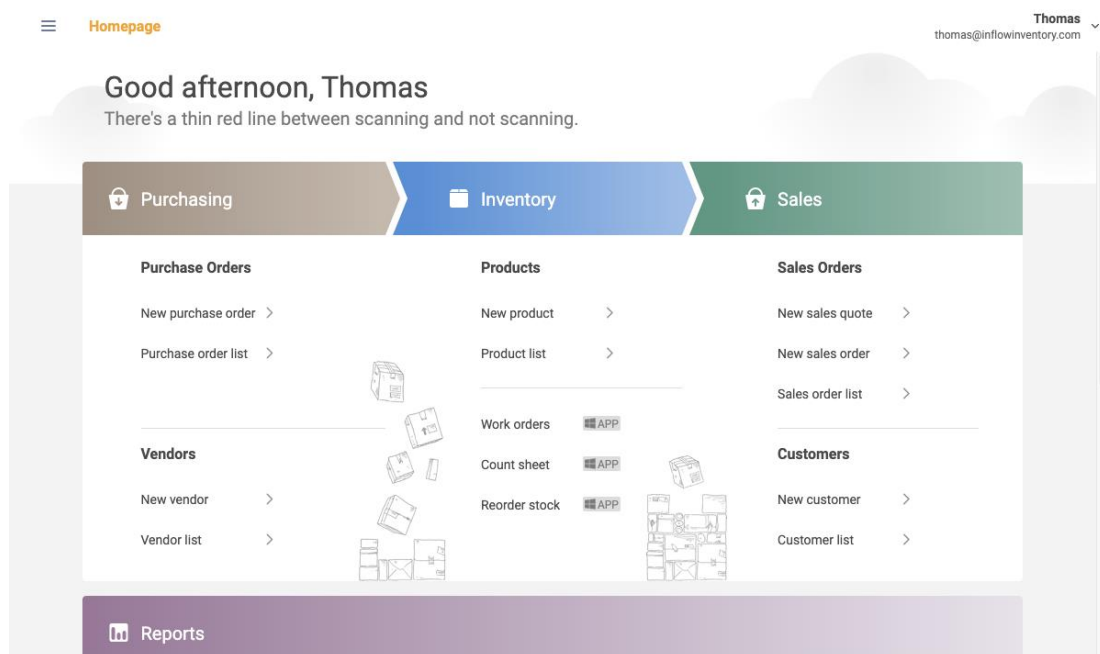 Homepage
Thomas
thomas@inflowinventory.com
Good afternoon, Thomas
There's a thin red line between scanning and not scanning.
Purchasing
Inventory
Sales
Purchase Orders
New purchase order
Purchase order list
Vendors
New vendor
Vendor list
Products
New product
Product list
Work orders APP
Count sheet APP
Reorder stock APP
Sales Orders
New sales quote
New sales order
Sales order list
Customers
New customer
Customer list
Reports